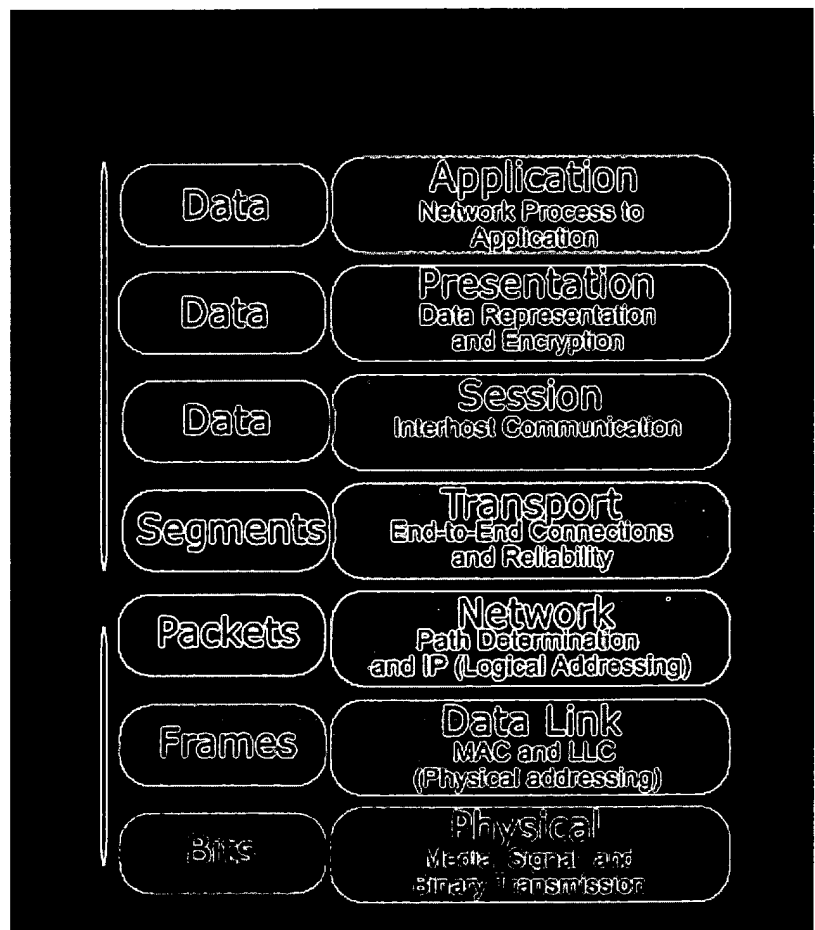 Data
Application
Network Process to
Application
Data
Presentation
Data Representation
and Encryption
Data
Session
Interhost Communication
Segments
Transport
End-to-End Connections
and Reliability
Packets
Network
Path Determination
and IP (Logical Addressing)
Frames
Data Link
MAC and LLC
(Physical addressing)
Bits
Physical
Media, Signal, and
Binary Transmission